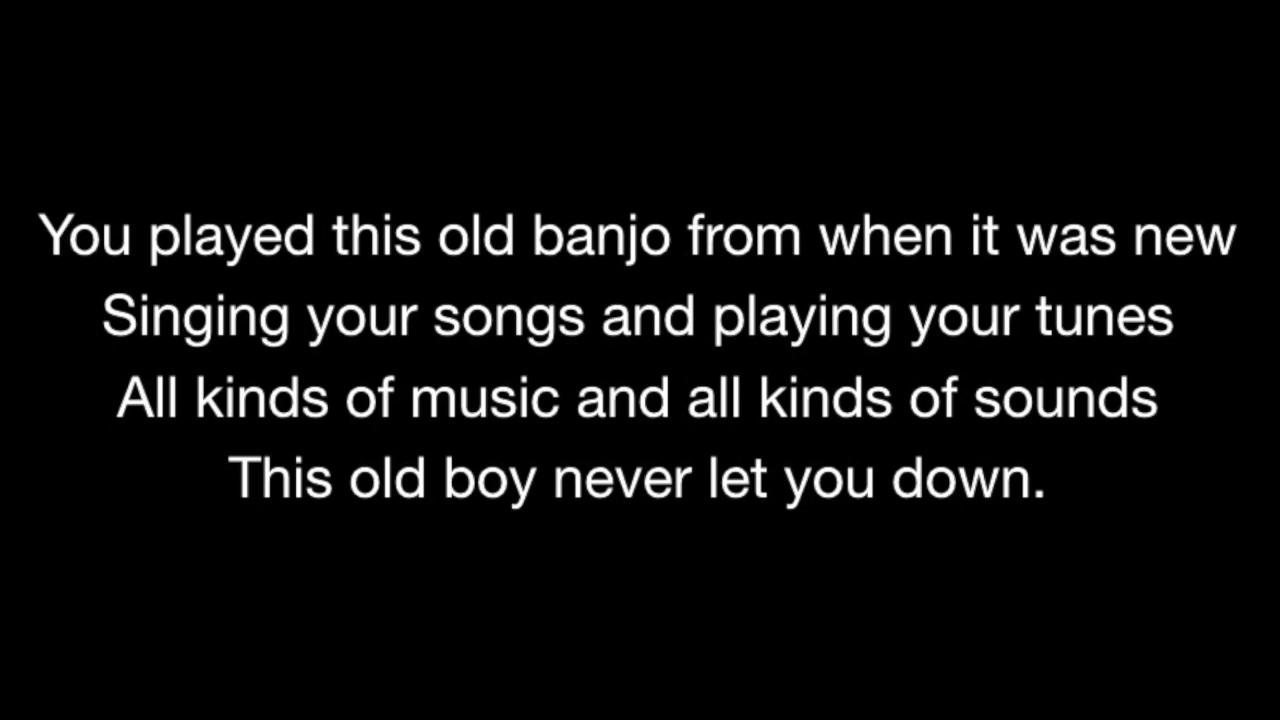 You played this old banjo from when it was new
Singing your songs and playing your tunes
All kinds of music and all kinds of sounds
This old boy never let you down.